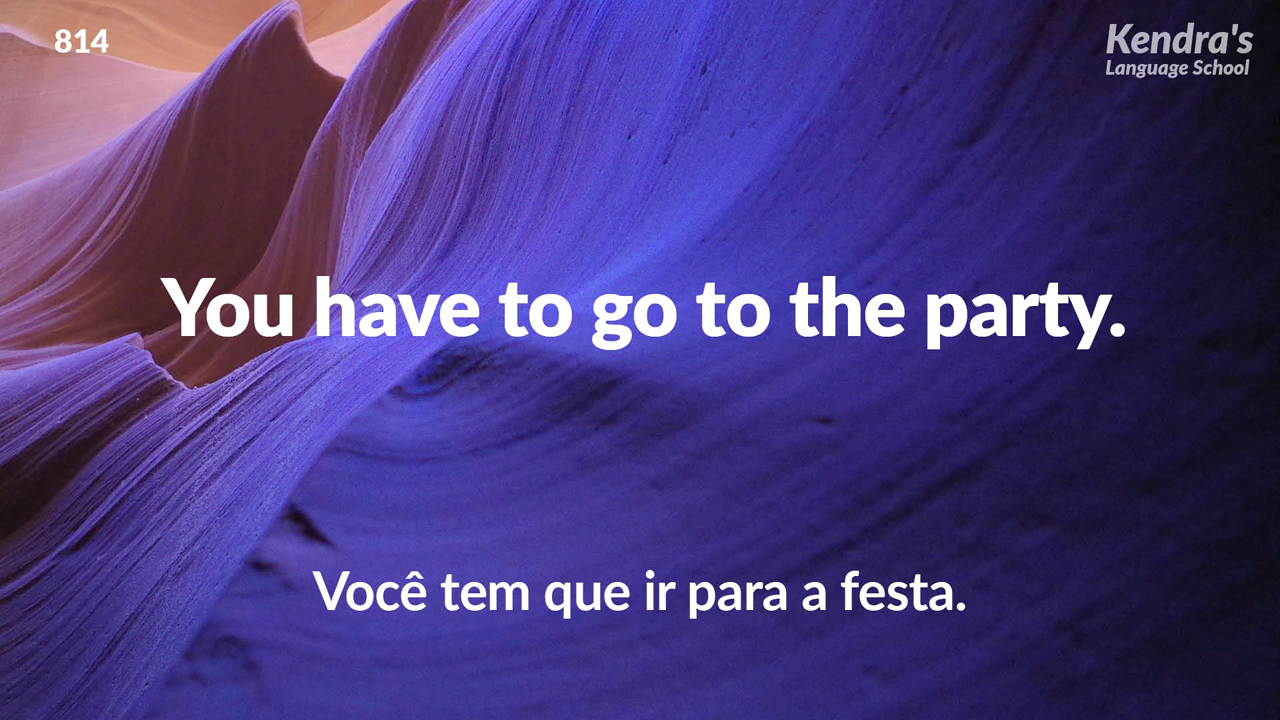 814
Kendra's
Language School
You have to go to the party.
Você tem que ir para a festa.